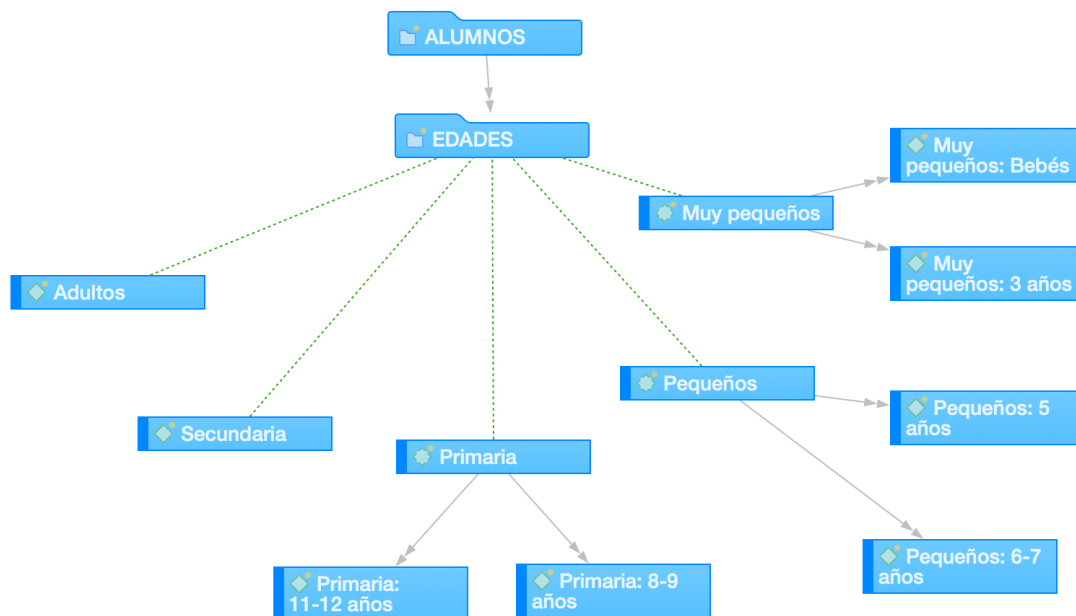 ALUMNOS
EDADES
Muy
pequeños: Bebés
Muy pequeños
Muy
pequeños: 3 años
Adultos
Pequeños
Pequeños: 5
años
Secundaria
Primaria
Pequeños: 6-7
años
Primaria:
11-12 años
Primaria: 8-9
años